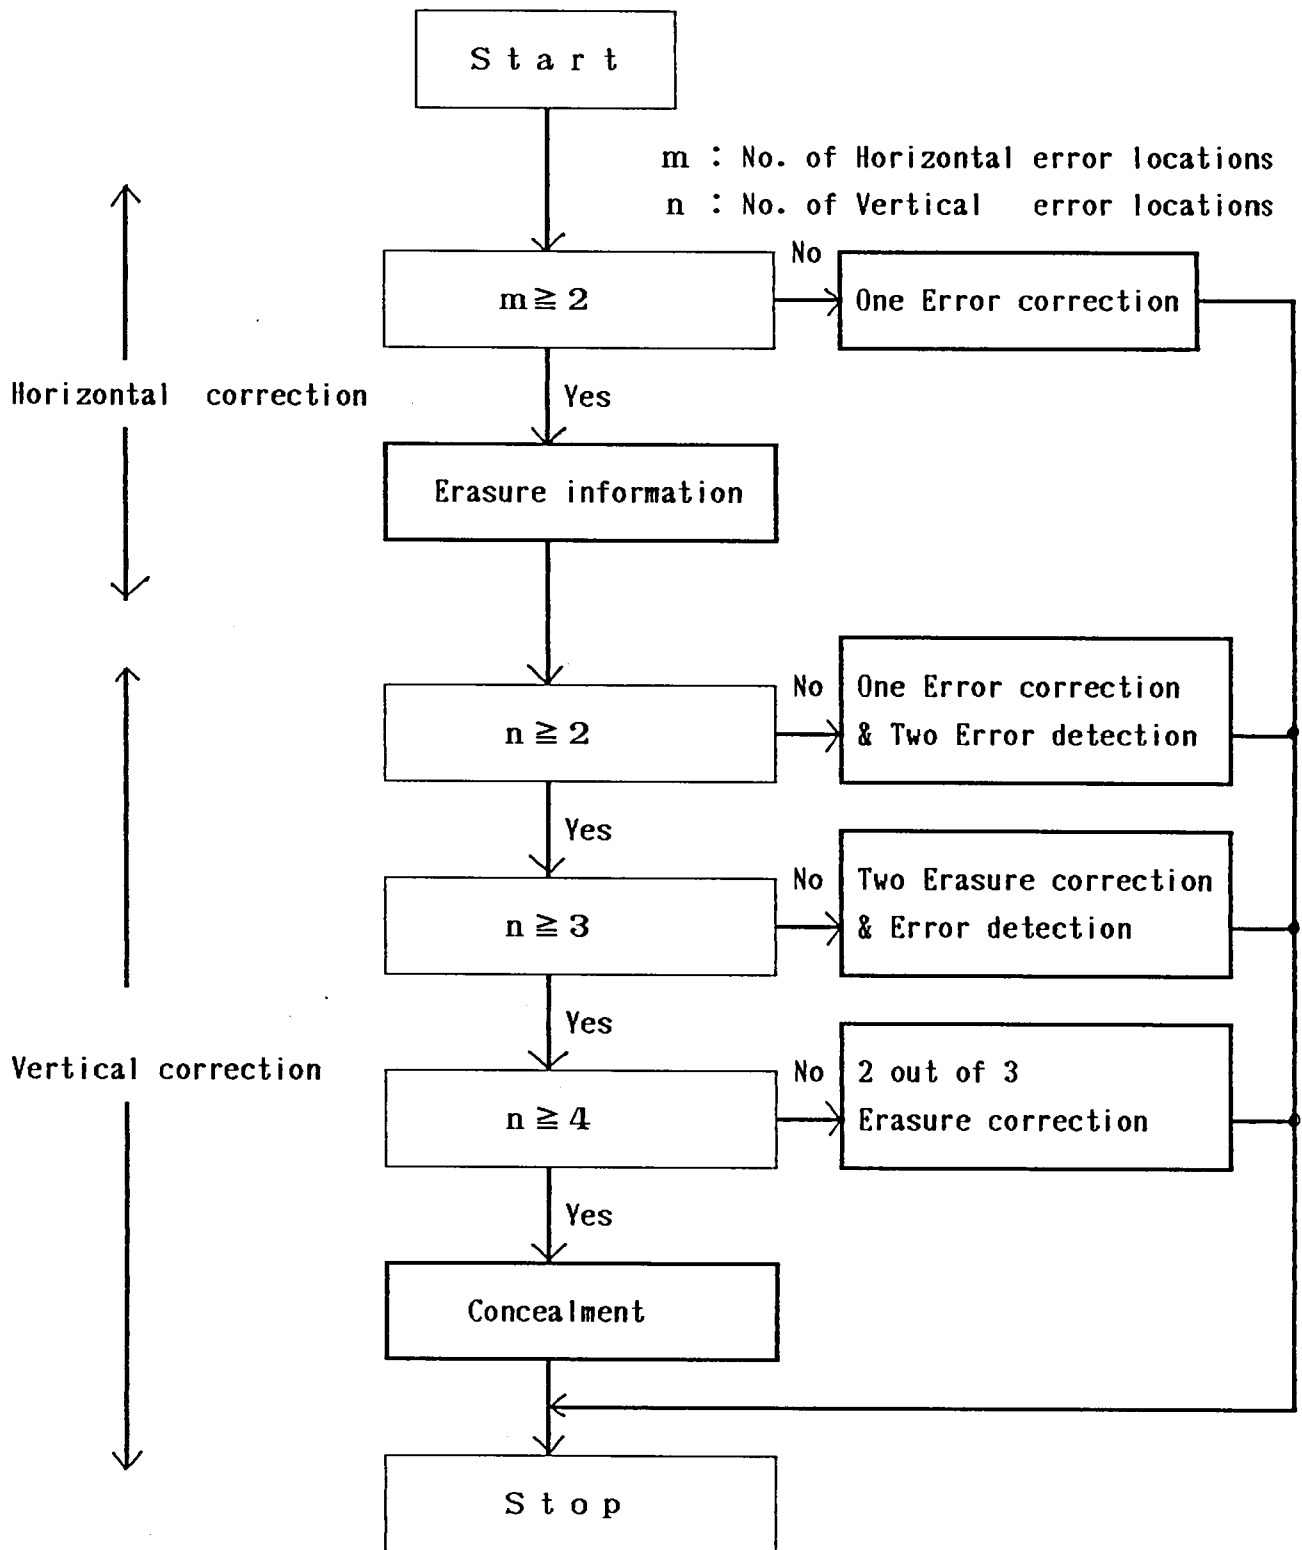 Start
m : No. of Horizontal error locations
n : No. of Vertical error locations
No
m≧2
One Error correction
Horizontal correction
Yes
Erasure information
No
One Error correction
n≧2
& Two Error detection
Yes
No
Two Erasure correction
n≧3
& Error detection
Yes
Vertical correction
No
2 out of 3
n≧4
Erasure correction
Yes
Concealment
Stop